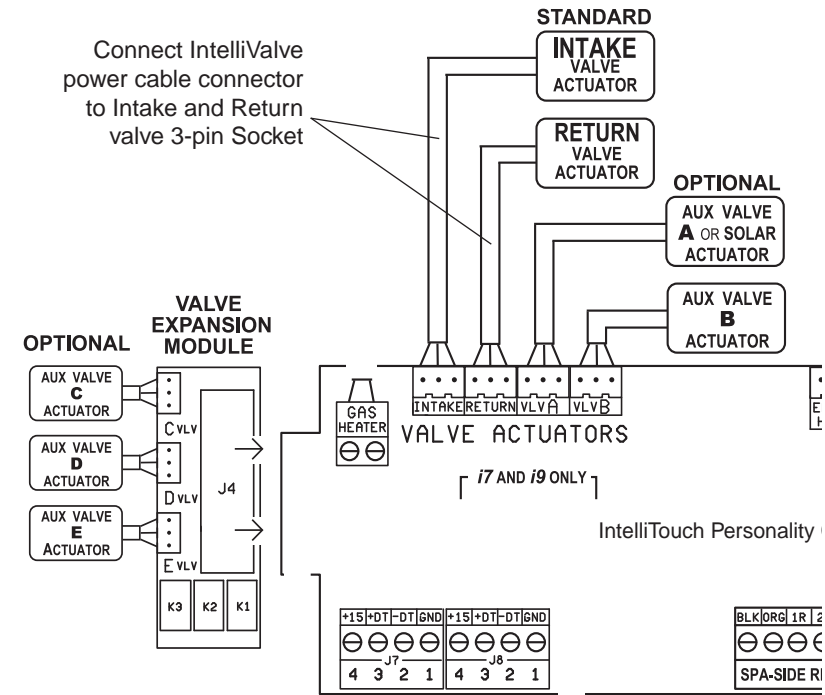 Connect IntelliValve
power cable connector
to Intake and Return
valve 3-pin Socket
STANDARD
INTAKE
VALVE
ACTUATOR
RETURN
VALVE
ACTUATOR
OPTIONAL
AUX VALVE
A OR SOLAR
ACTUATOR
AUX VALVE
B
ACTUATOR
VALVE
EXPANSION
MODULE
OPTIONAL
AUX VALVE
C
ACTUATOR
AUX VALVE
D
ACTUATOR
AUX VALVE
E
ACTUATOR
C VLV
D VLV
E VLV
J4
K3 K2 K1
GAS
HEATER
INTAKE RETURN VLV A VLV B
VALVE ACTUATORS
i7 AND i9 ONLY
IntelliTouch Personality
+15 +DT -DT GND +15 +DT -DT GND
J7 J8
4 3 2 1 4 3 2 1
BLK ORG 1R 2
SPA-SIDE